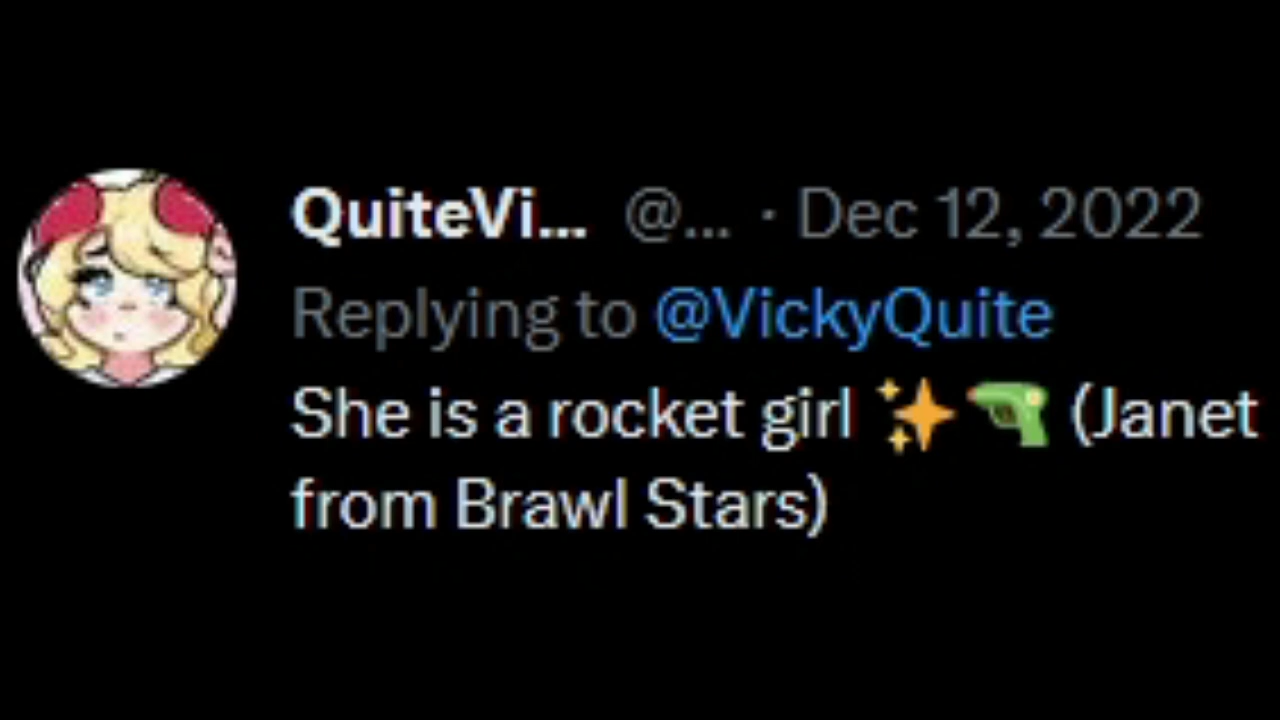 QuiteVi... @... · Dec 12, 2022
Replying to @VickyQuite
She is a rocket girl ✨🔫 (Janet
from Brawl Stars)